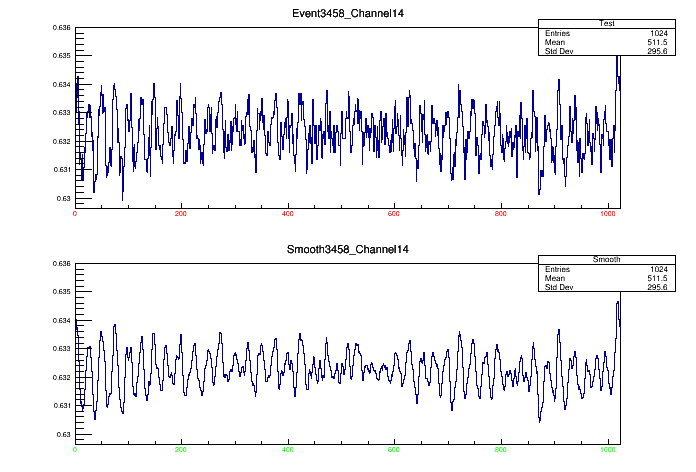 Event3458_Channel14
Test
Entries 1024
Mean 511.5
Std Dev 295.6
0.636
0.635
0.634
0.633
0.632
0.631
0.63
0 200 400 600 800 1000
Smooth3458_Channel14
Smooth
Entries 1024
Mean 511.5
Std Dev 295.6
0.636
0.635
0.634
0.633
0.632
0.631
0.63
0 200 400 600 800 1000